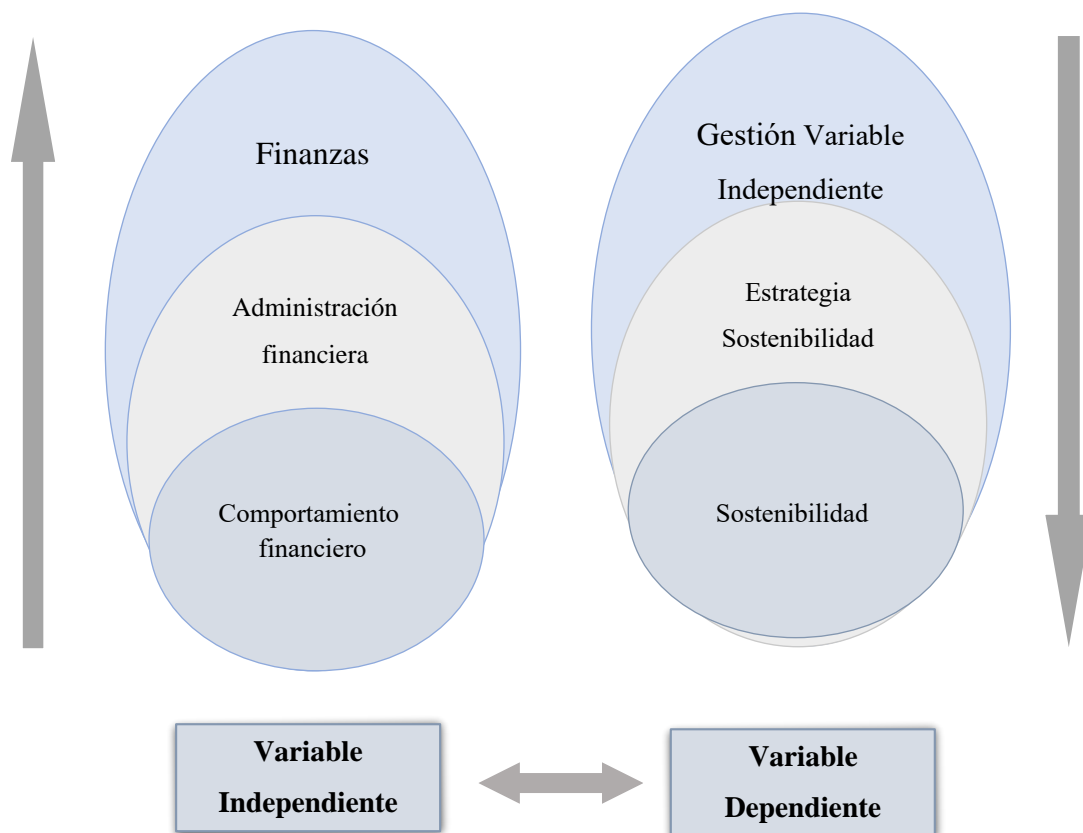 Finanzas
Administración
financiera
Comportamiento
financiero
Gestión Variable
Independiente
Estrategia
Sostenibilidad
Sostenibilidad
Variable
Independiente
Variable
Dependiente